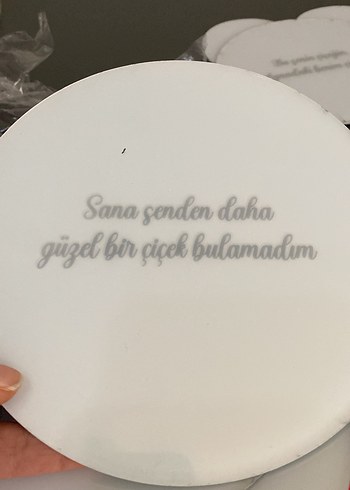 Sana şenden daha
güzel bir çiçek bulamadım